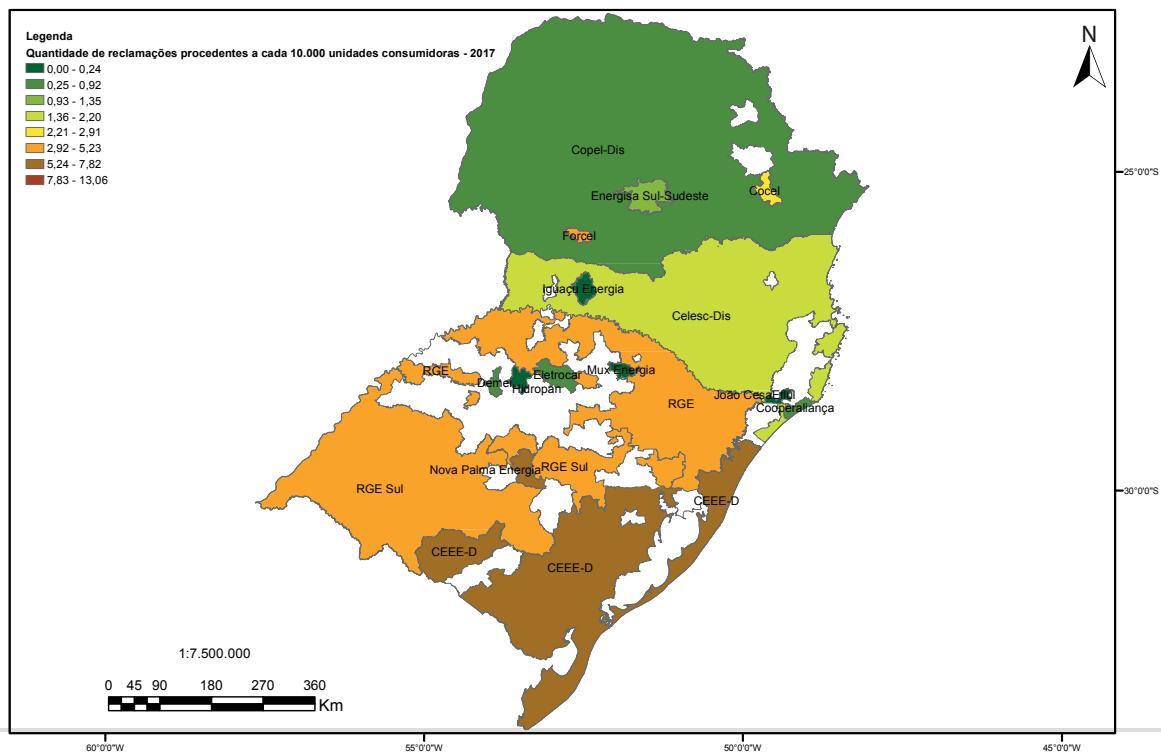 Legenda
Quantidade de reclamações procedentes a cada 10.000 unidades consumidoras - 2017
0,00 - 0,24
0,25 - 0,92
0,93 - 1,35
1,36 - 2,20
2,21 - 2,91
2,92 - 5,23
5,24 - 7,82
7,83 - 13,06
N
Copel-Dis
25°0'0"S
Energisa Sul-Sudeste
Cocel
Forcel
Iguaçu Energia
Celesc-Dis
RGE
Mux Energia
Eletrocar
Demei
Hidropan
João Cesa
Eflul
RGE
Cooperaliança
Nova Palma Energia
RGE Sul
RGE Sul
30°0'0"S
CEEE-D
CEEE-D
CEEE-D
1:7.500.000
0 45 90 180 270 360
Km
60°0'0"W
55°0'0"W
50°0'0"W
45°0'0"W